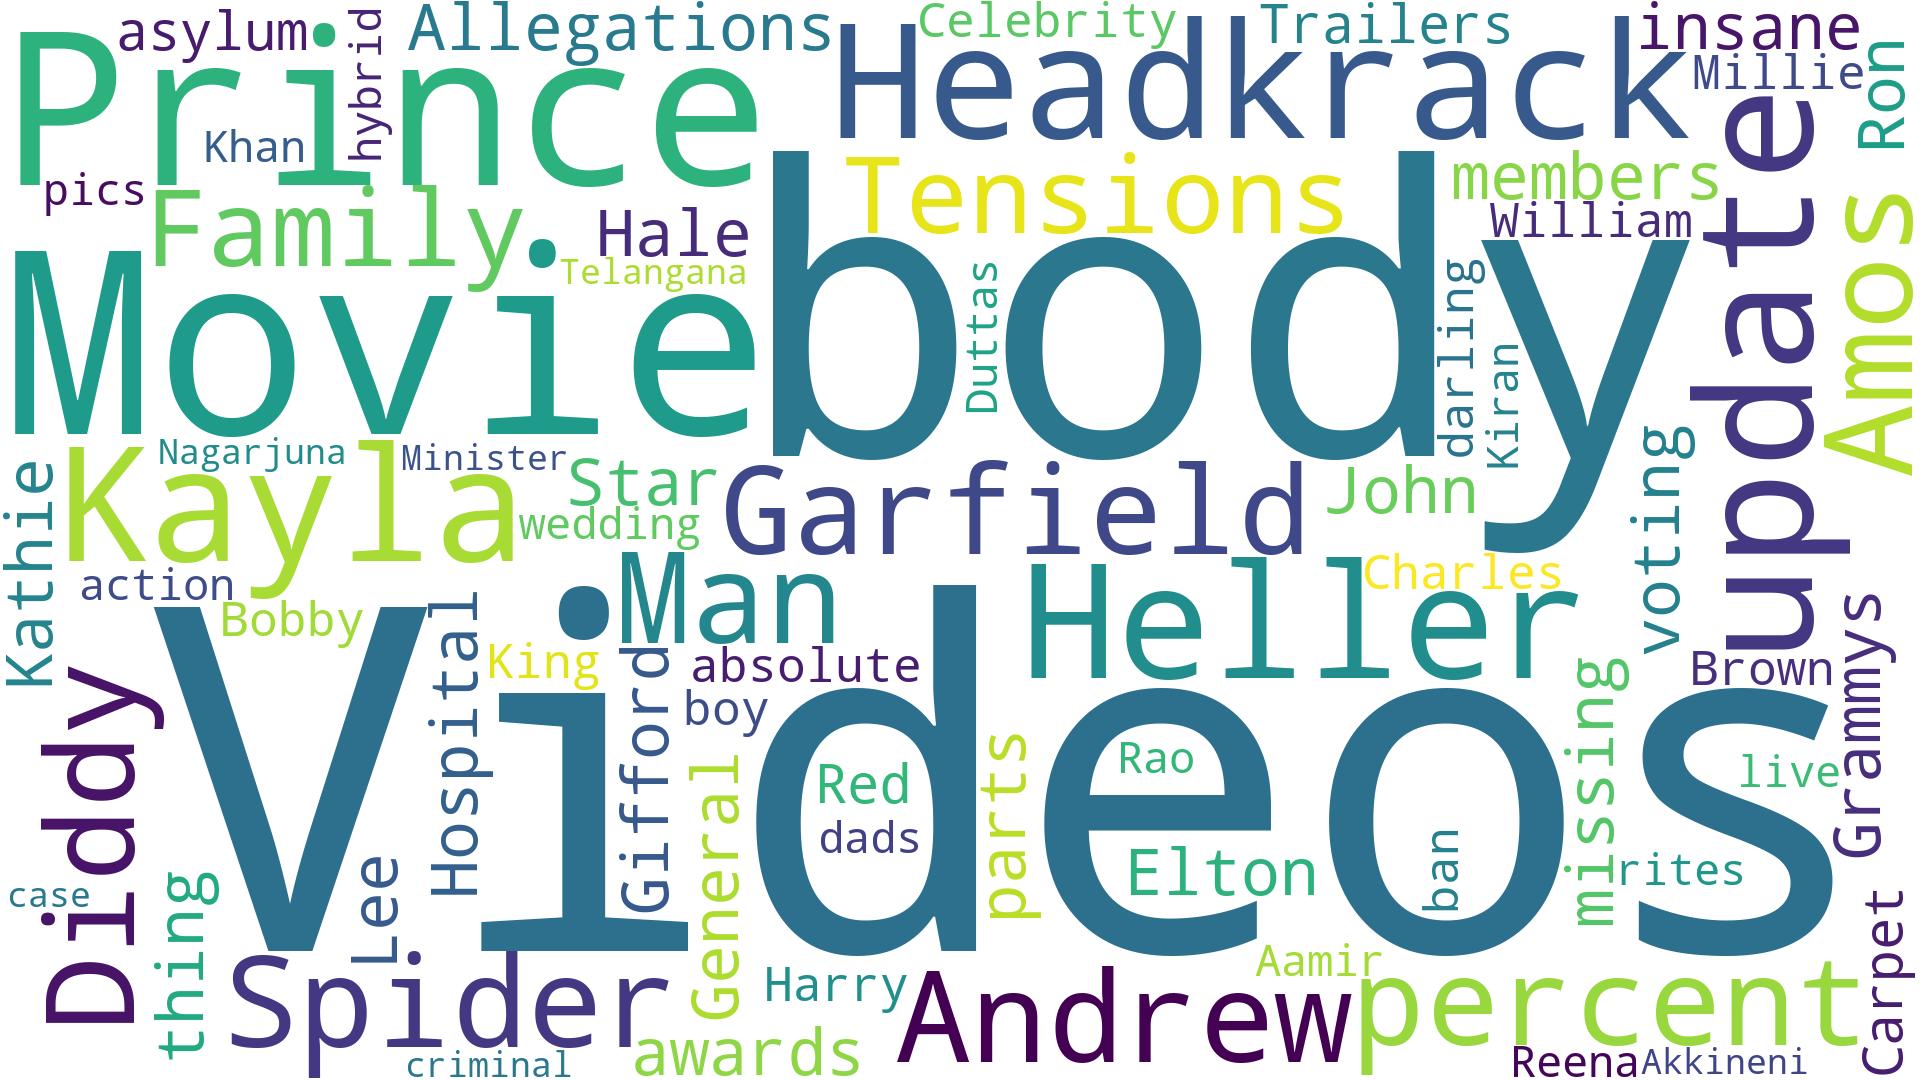 asylum
hybrid
Allegations
Celebrity
Trailers
insane
Prince
Headkrack
Millie
Ron
Khan
pics
Family
Hale
Tensions
members
William
update
Amos
Telangana
Movie
body
Duttas
darling
Kiran
Nagarjuna
Minister
Kathie
Kayla
Star
wedding
Garfield
John
voting
action
Bobby
Man
Heller
Charles
Hospital
King
Gifford
absolute
boy
Brown
Grammys
Diddy
Videos
General
Red
dads
parts
Rao
Elton
ban
missing
live
rites
case
thing
Lee
Spider
criminal
Harry
awards
Andrew
Aamir
percent
Reena
Akkineni
Carpet